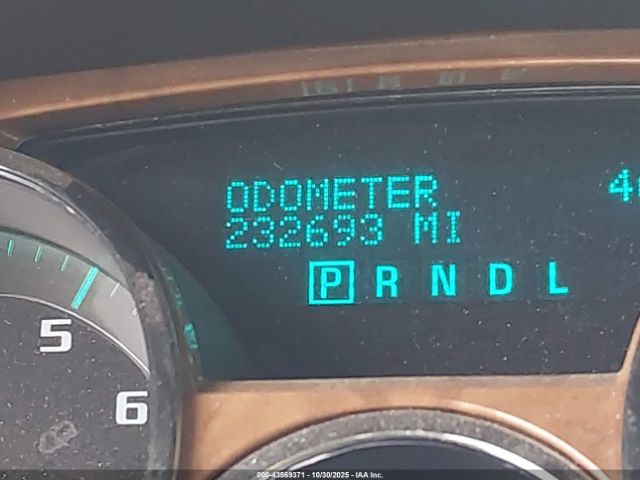 ODOMETER
232693 MI
P R N D L
5
6
000-43569371 - 10/30/2025 - IAA Inc.